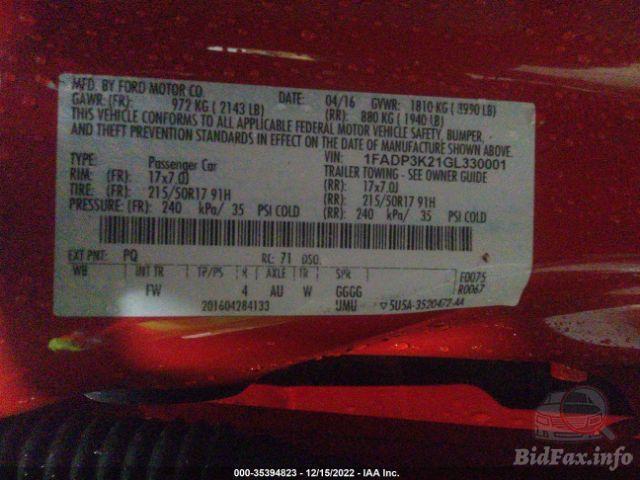 MFD. BY FORD MOTOR CO.
DATE: 04/16 GVWR: 1810 KG ( 3990 LB)
GAWR: (FR): 972 KG ( 2143 LB) (RR): 880 KG ( 1940 LB)
THIS VEHICLE CONFORMS TO ALL APPLICABLE FEDERAL MOTOR VEHICLE SAFETY, BUMPER,
AND THEFT PREVENTION STANDARDS IN EFFECT ON THE DATE OF MANUFACTURE SHOWN ABOVE.
VIN: 1FADP3K21GL330001
TYPE: Passenger Car TRAILER TOWING - SEE OWNER GUIDE
RIM: (FR) 17x7.0J (RR): 17x7.0J
TIRE: (FR) 215/50R17 91H (RR): 215/50R17 91H
PRESSURE: (FR) 240 kPa/ 35 PSI COLD (RR) 240 kPa/ 35 PSI COLD
EXT PNT: PQ RC: 71 DSO:
WB INT TR TP/PS R AXLE TR SPR F0075
FW 4 AU W GGGG R0067
201604284133 UMU ▽ 5U5A-3520472-AA
000-35394823 - 12/15/2022 - IAA Inc.
BidFax.info